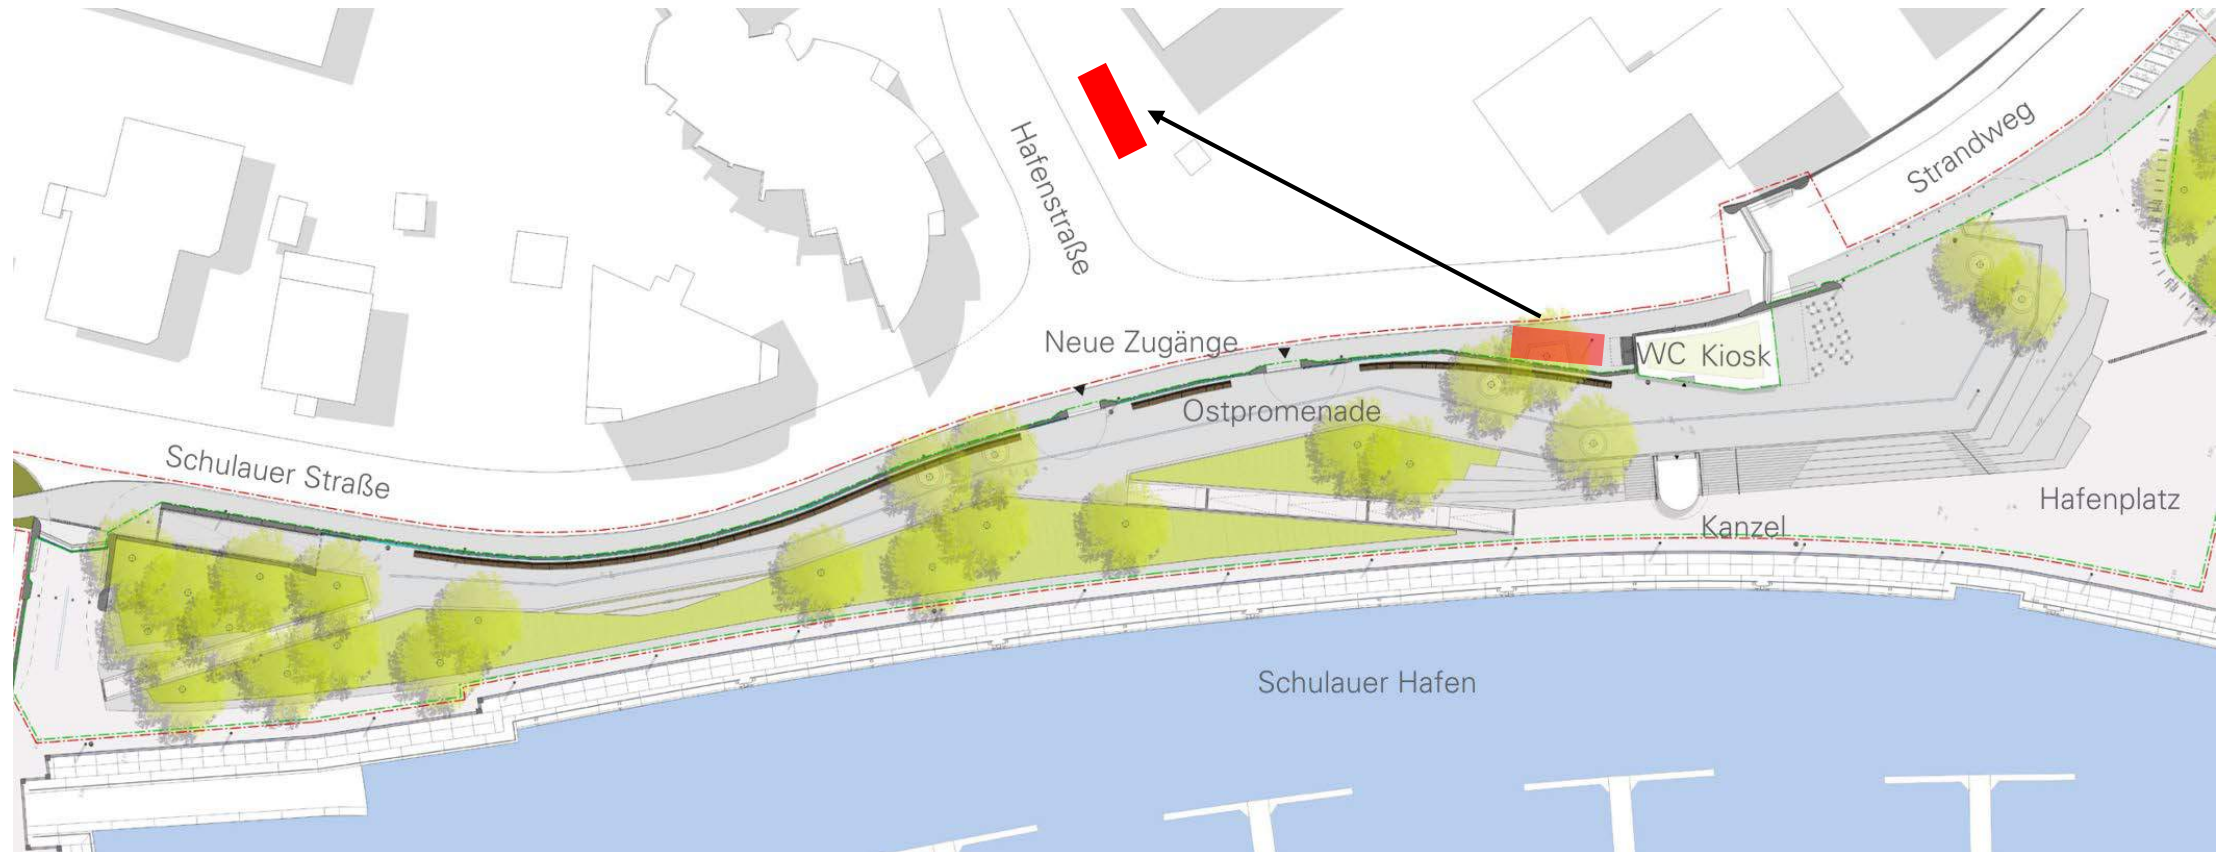 Hafenstraße
Strandweg
Neue Zugänge
WC Kiosk
Ostpromenade
Schulauer Straße
Hafenplatz
Kanzel
Schulauer Hafen